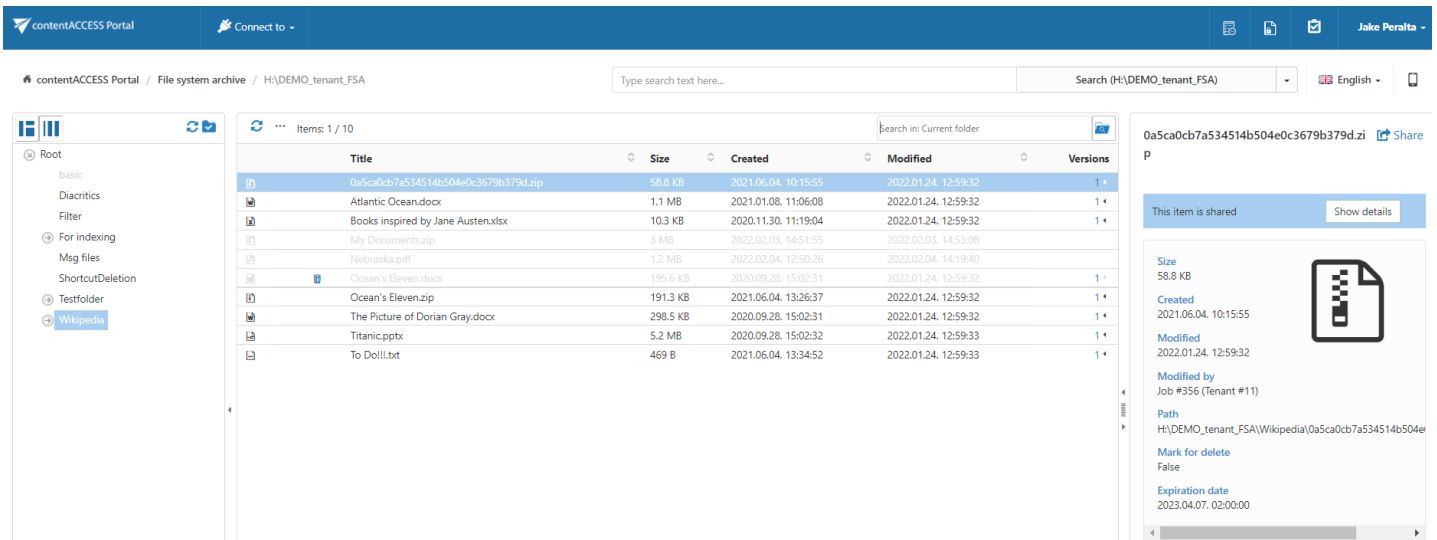 contentACCESS Portal Connect to Jake Peralta
contentACCESS Portal / File system archive / H:\DEMO_tenant_FSA Type search text here... Search (H:\DEMO_tenant_FSA) English
Root
basic
Diacritics
Filter
For indexing
Msg files
ShortcutDeletion
Testfolder
Wikipedia
Items: 1 / 10 Search in: Current folder
Title Size Created Modified Versions
0a5ca0cb7a534514b504e0c3679b379d.zip 58.8 KB 2021.06.04. 10:15:55 2022.01.24. 12:59:32 1
Atlantic Ocean.docx 1.1 MB 2021.01.08. 11:06:08 2022.01.24. 12:59:32 1
Books inspired by Jane Austen.xlsx 10.3 KB 2020.11.30. 11:19:04 2022.01.24. 12:59:32 1
My Documents.zip 3 MB 2022.02.03. 14:51:55 2022.02.03. 14:53:08
Nebraska.pdf 1.2 MB 2022.02.04. 12:50:26 2022.02.04. 14:19:40
Ocean's Eleven.docx 195.6 KB 2020.09.28. 15:02:31 2022.01.24. 12:59:32 1
Ocean's Eleven.zip 191.3 KB 2021.06.04. 13:26:37 2022.01.24. 12:59:32 1
The Picture of Dorian Gray.docx 298.5 KB 2020.09.28. 15:02:31 2022.01.24. 12:59:32 1
Titanic.pptx 5.2 MB 2020.09.28. 15:02:32 2022.01.24. 12:59:33 1
To Do!!!.txt 469 B 2021.06.04. 13:34:52 2022.01.24. 12:59:33 1
0a5ca0cb7a534514b504e0c3679b379d.zi Share
p
This item is shared Show details
Size
58.8 KB
Created
2021.06.04. 10:15:55
Modified
2022.01.24. 12:59:32
Modified by
Job #356 (Tenant #11)
Path
H:\DEMO_tenant_FSA\Wikipedia\0a5ca0cb7a534514b504e
Mark for delete
False
Expiration date
2023.04.07. 02:00:00